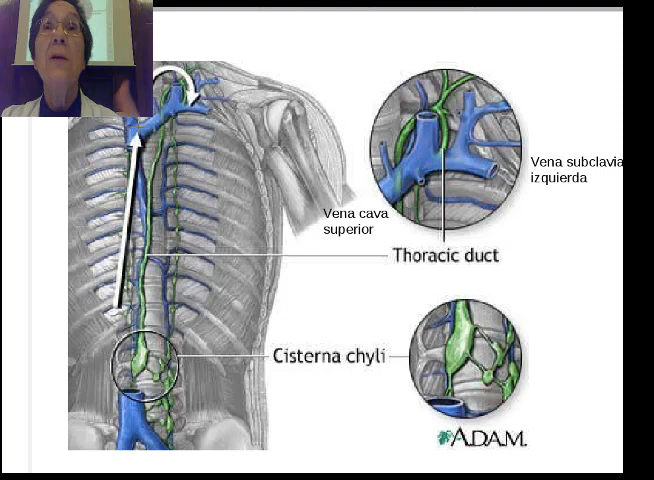 Vena subclavia
izquierda
Vena cava
superior
Thoracic duct
Cisterna chyli
A.D.A.M.